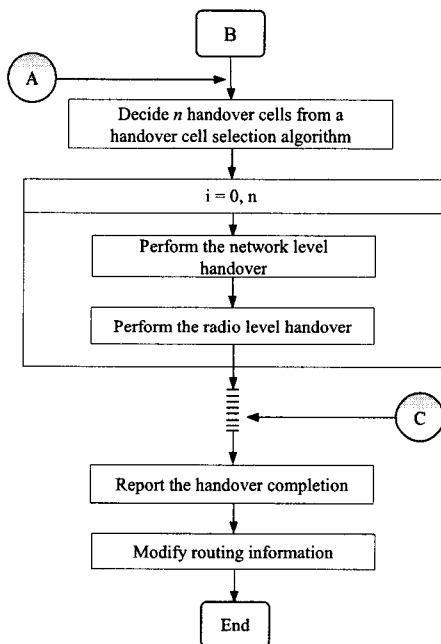 B
A
Decide n handover cells from a
handover cell selection algorithm
i = 0, n
Perform the network level
handover
Perform the radio level handover
C
Report the handover completion
Modify routing information
End